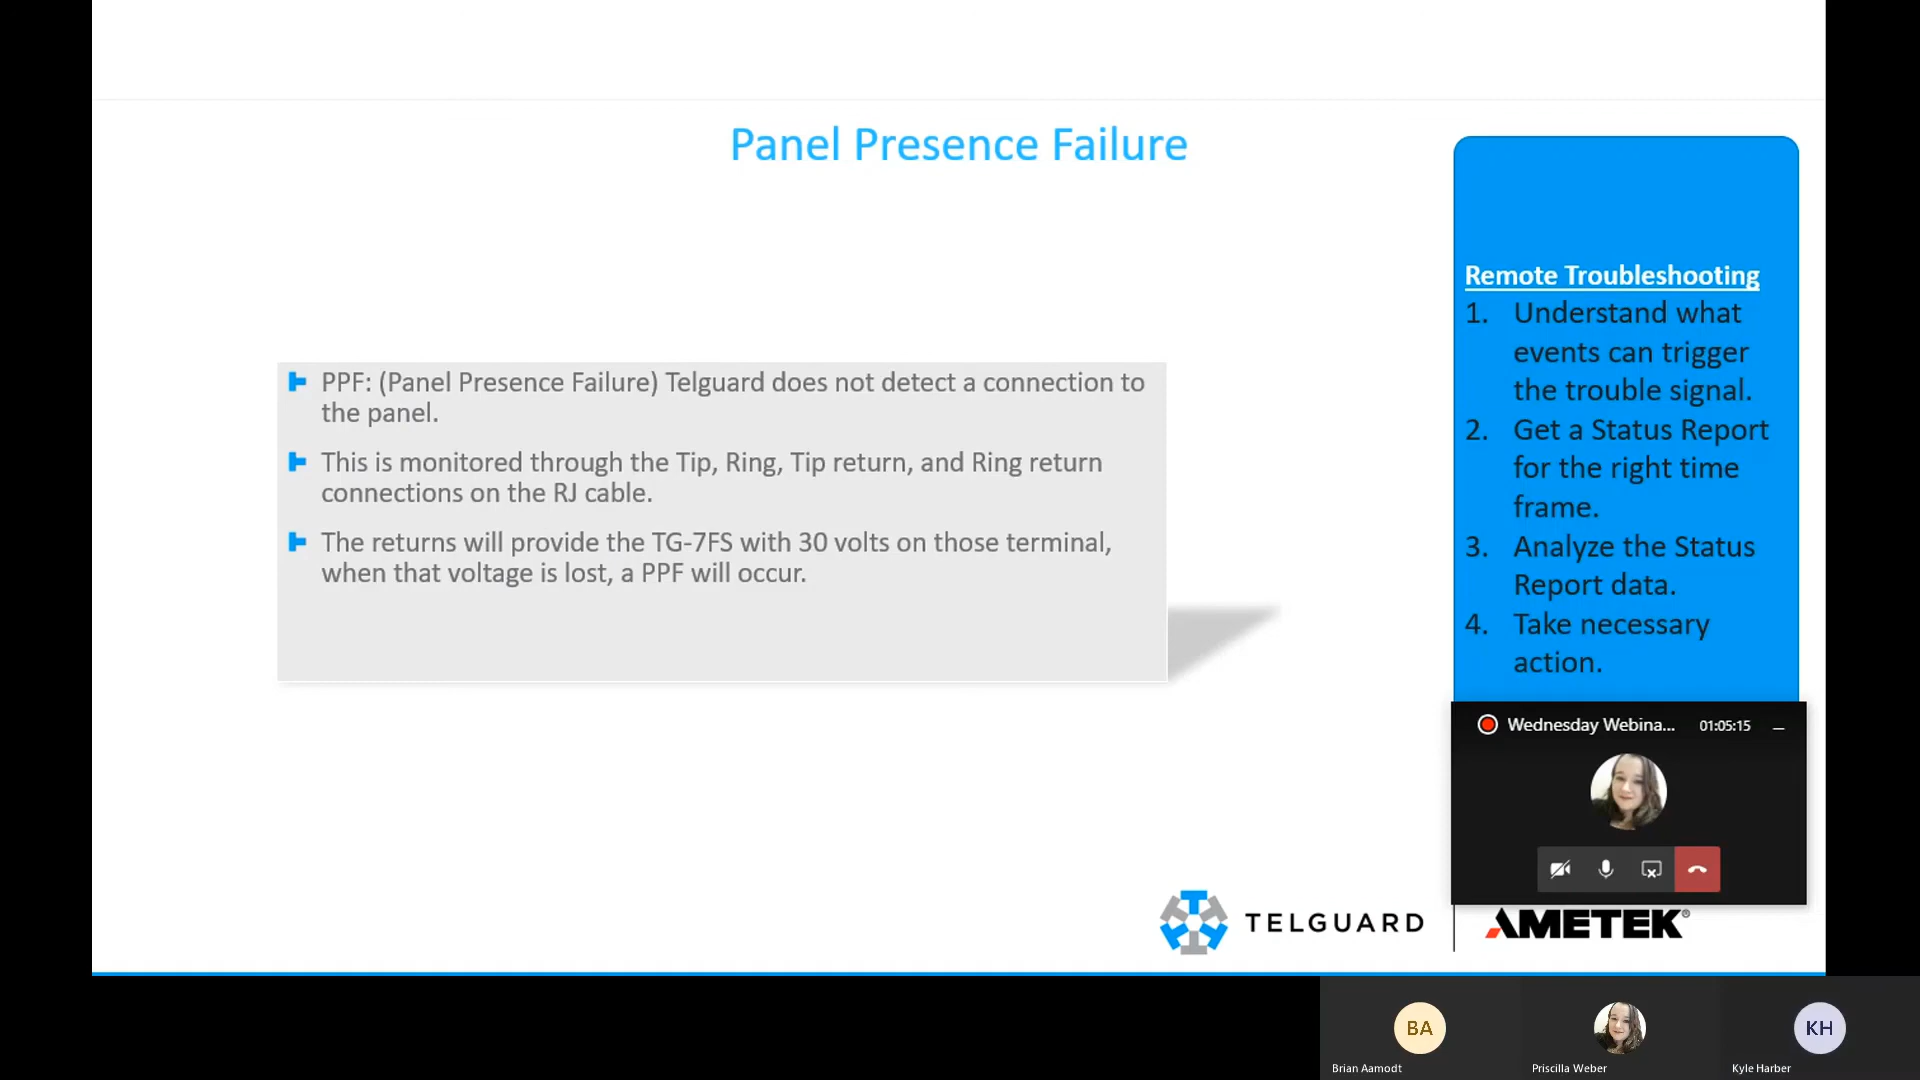 Panel Presence Failure
PPF: (Panel Presence Failure) Telguard does not detect a connection to
the panel.
This is monitored through the Tip, Ring, Tip return, and Ring return
connections on the RJ cable.
The returns will provide the TG-7FS with 30 volts on those terminal,
when that voltage is lost, a PPF will occur.
Remote Troubleshooting
1. Understand what
events can trigger
the trouble signal.
2. Get a Status Report
for the right time
frame.
3. Analyze the Status
Report data.
4. Take necessary
action.
Wednesday Webina... 01:05:15
TELGUARD
AMETEK®
BA
KH
Brian Aamodt
Priscilla Weber
Kyle Harber